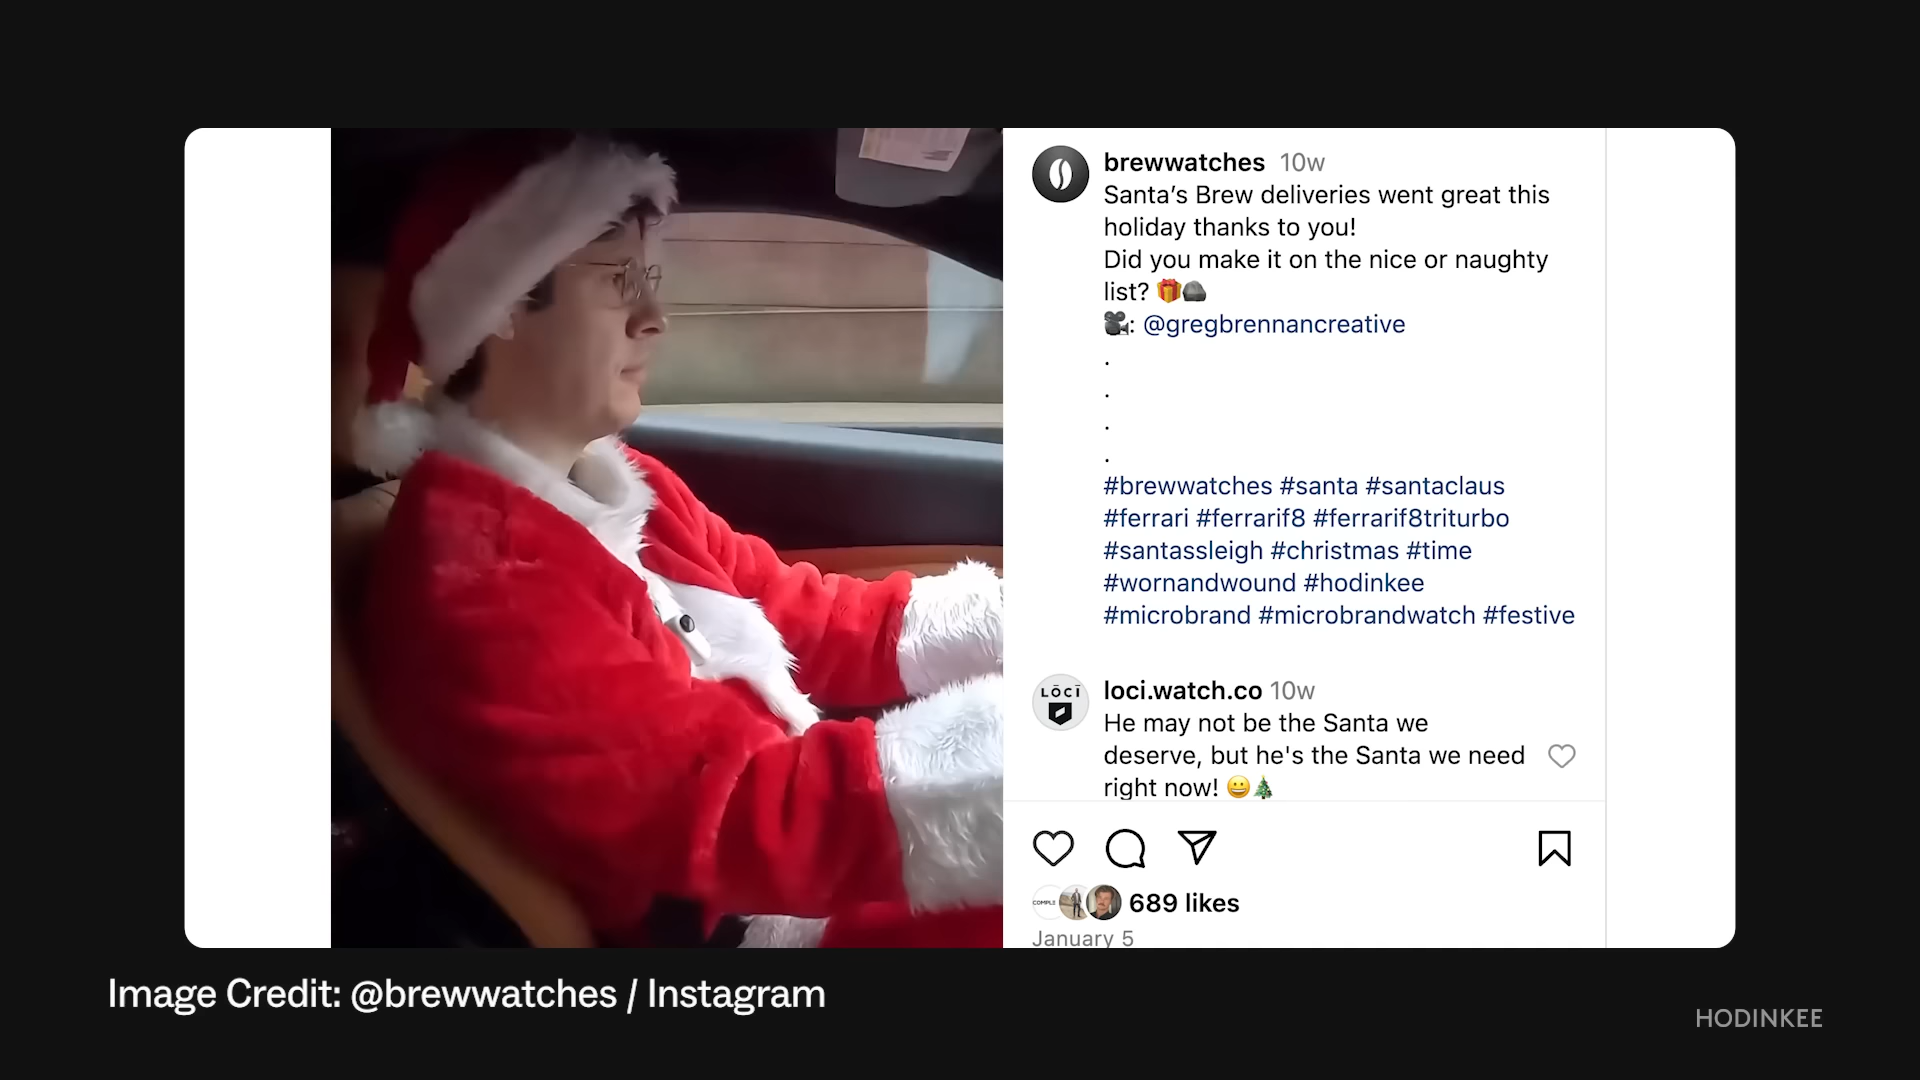 brewwatches 10w
Santa's Brew deliveries went great this
holiday thanks to you!
Did you make it on the nice or naughty
list? 🎁🪨
🎥: @gregbrennancreative
.
.
.
.
#brewwatches #santa #santaclaus
#ferrari #ferrarif8 #ferrarif8triturbo
#santassleigh #christmas #time
#wornandwound #hodinkee
#microbrand #microbrandwatch #festive
LŌCĪ
loci.watch.co 10w
He may not be the Santa we
deserve, but he's the Santa we need
right now! 😀🎄
COMPLE
689 likes
January 5
Image Credit: @brewwatches / Instagram
HODINKEE